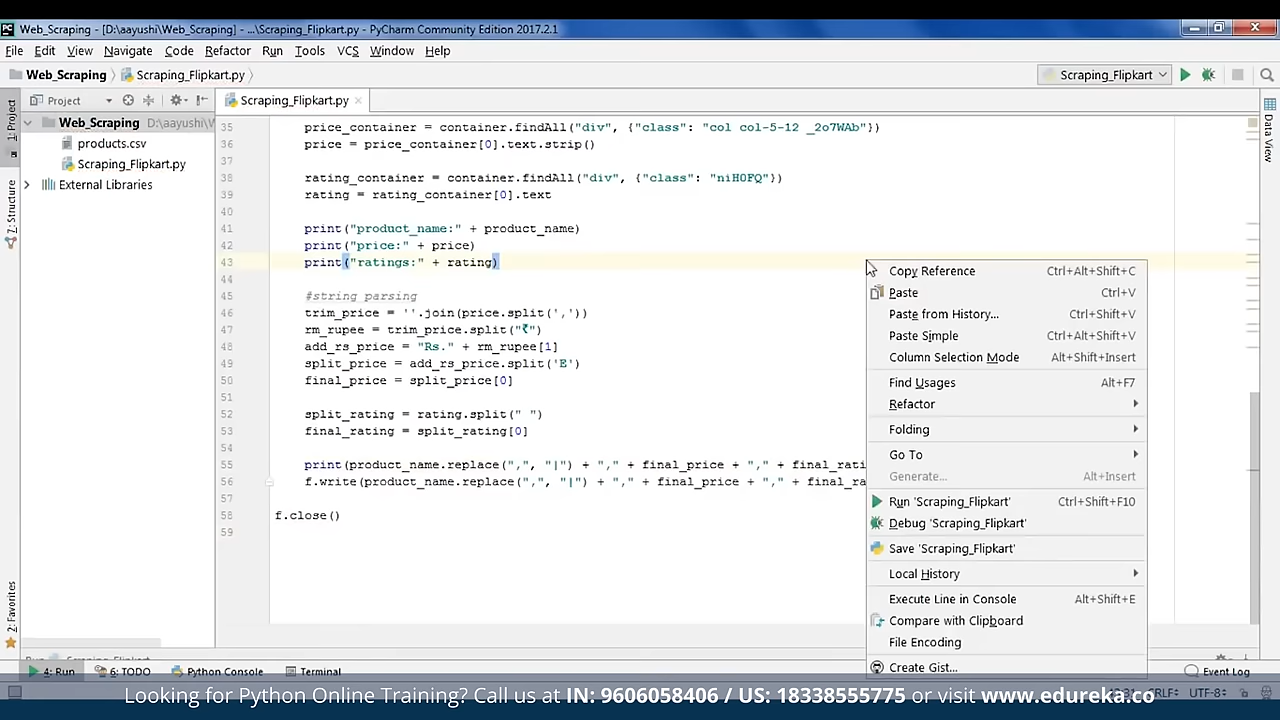 Web_Scraping - [D:\aayushi\Web_Scraping] - ...\Scraping_Flipkart.py - PyCharm Community Edition 2017.2.1
File Edit View Navigate Code Refactor Run Tools VCS Window Help
Web_Scraping Scraping_Flipkart.py
Scraping_Flipkart
Project
Scraping_Flipkart.py
1: Project
7: Structure
2: Favorites
Data View
Web_Scraping D:\aayushi\W
products.csv
Scraping_Flipkart.py
External Libraries
35 price_container = container.findAll("div", {"class": "col col-5-12 _2o7WAb"})
36 price = price_container[0].text.strip()
37
38 rating_container = container.findAll("div", {"class": "niH0FQ"})
39 rating = rating_container[0].text
40
41 print("product_name:" + product_name)
42 print("price:" + price)
43 print("ratings:" + rating)
44
45 #string parsing
46 trim_price = ''.join(price.split(','))
47 rm_rupee = trim_price.split("₹")
48 add_rs_price = "Rs." + rm_rupee[1]
49 split_price = add_rs_price.split('E')
50 final_price = split_price[0]
51
52 split_rating = rating.split(" ")
53 final_rating = split_rating[0]
54
55 print(product_name.replace(",", "|") + "," + final_price + "," + final_rati
56 f.write(product_name.replace(",", "|") + "," + final_price + "," + final_ra
57
58 f.close()
59
Copy Reference Ctrl+Alt+Shift+C
Paste Ctrl+V
Paste from History... Ctrl+Shift+V
Paste Simple Ctrl+Alt+Shift+V
Column Selection Mode Alt+Shift+Insert
Find Usages Alt+F7
Refactor
Folding
Go To
Generate... Alt+Insert
Run 'Scraping_Flipkart' Ctrl+Shift+F10
Debug 'Scraping_Flipkart'
Save 'Scraping_Flipkart'
Local History
Execute Line in Console Alt+Shift+E
Compare with Clipboard
File Encoding
Create Gist...
4: Run 6: TODO Python Console Terminal Event Log
UTF-8
Looking for Python Online Training? Call us at IN: 9606058406 / US: 18338555775 or visit www.edureka.co